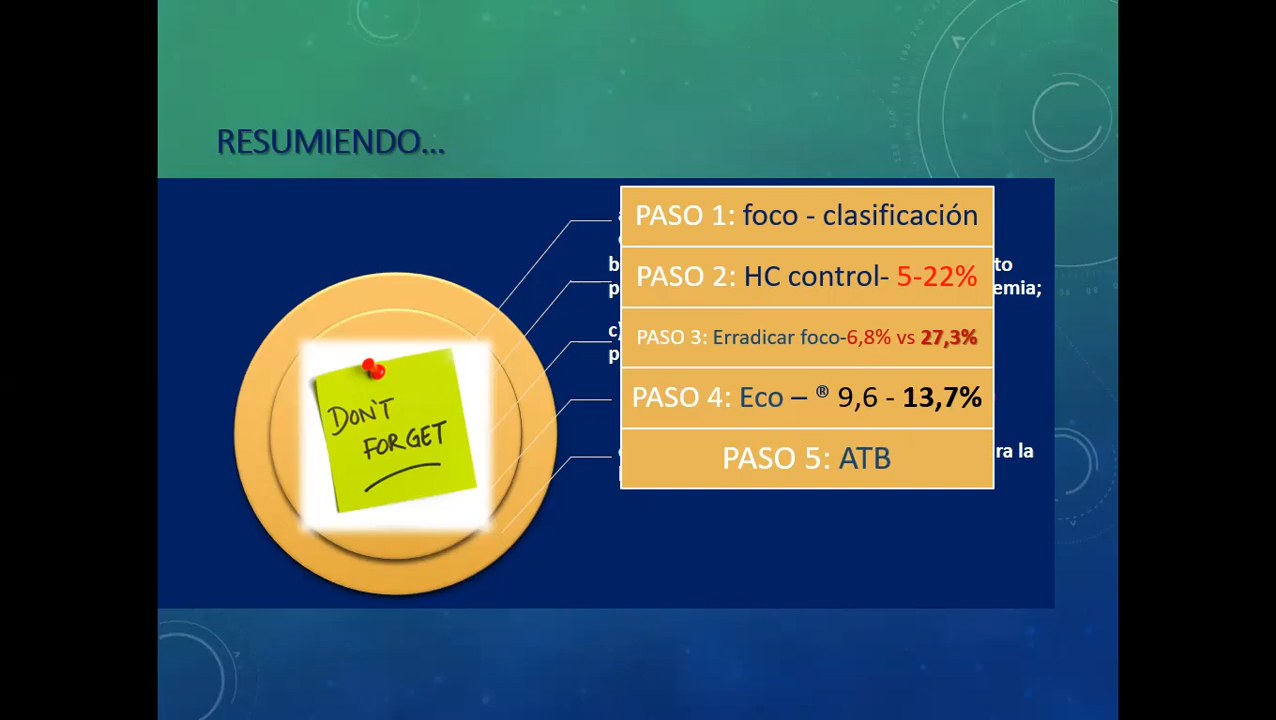 RESUMIENDO...
PASO 1: foco - clasificación
PASO 2: HC control- 5-22%
PASO 3: Erradicar foco-6,8% vs 27,3%
PASO 4: Eco – ® 9,6 - 13,7%
PASO 5: ATB
DON'T
FORGET